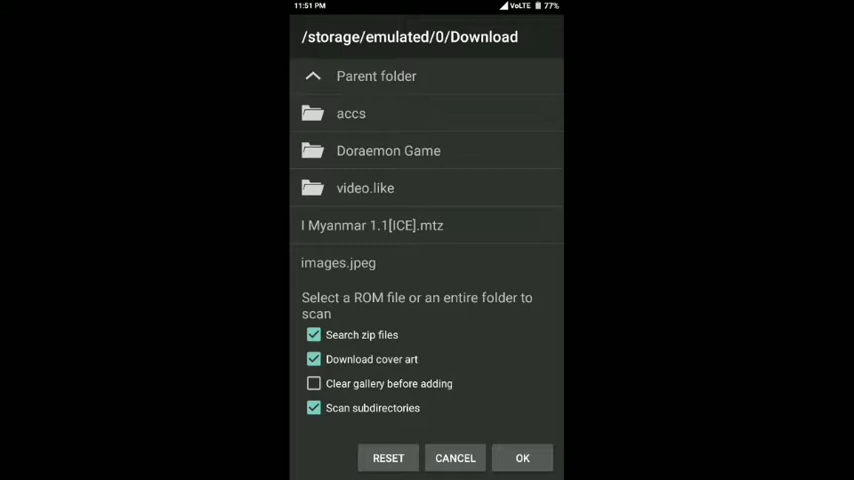 11:51 PM VoLTE 77%
/storage/emulated/0/Download
Parent folder
accs
Doraemon Game
video.like
I Myanmar 1.1[ICE].mtz
images.jpeg
Select a ROM file or an entire folder to
scan
Search zip files
Download cover art
Clear gallery before adding
Scan subdirectories
RESET CANCEL OK